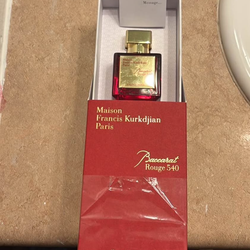 Maison
Francis Kurkdjian
Paris
Baccarat
Rouge 540